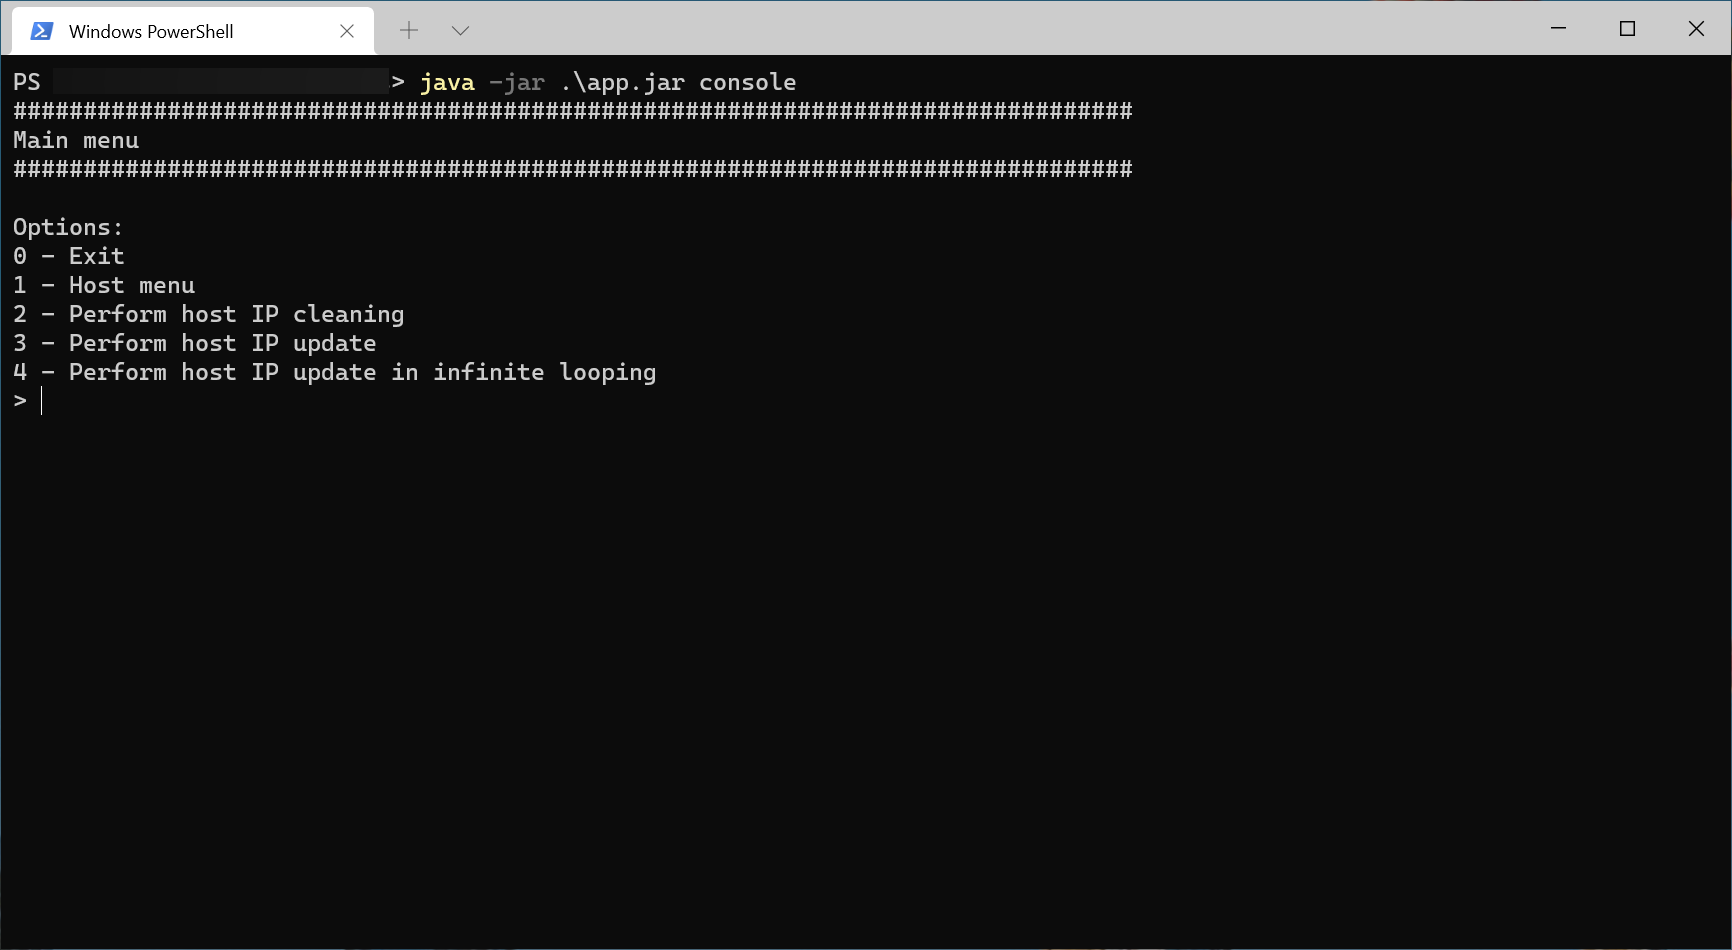 Windows PowerShell
PS > java -jar .\app.jar console
################################################################################
Main menu
################################################################################
Options:
0 - Exit
1 - Host menu
2 - Perform host IP cleaning
3 - Perform host IP update
4 - Perform host IP update in infinite looping
>